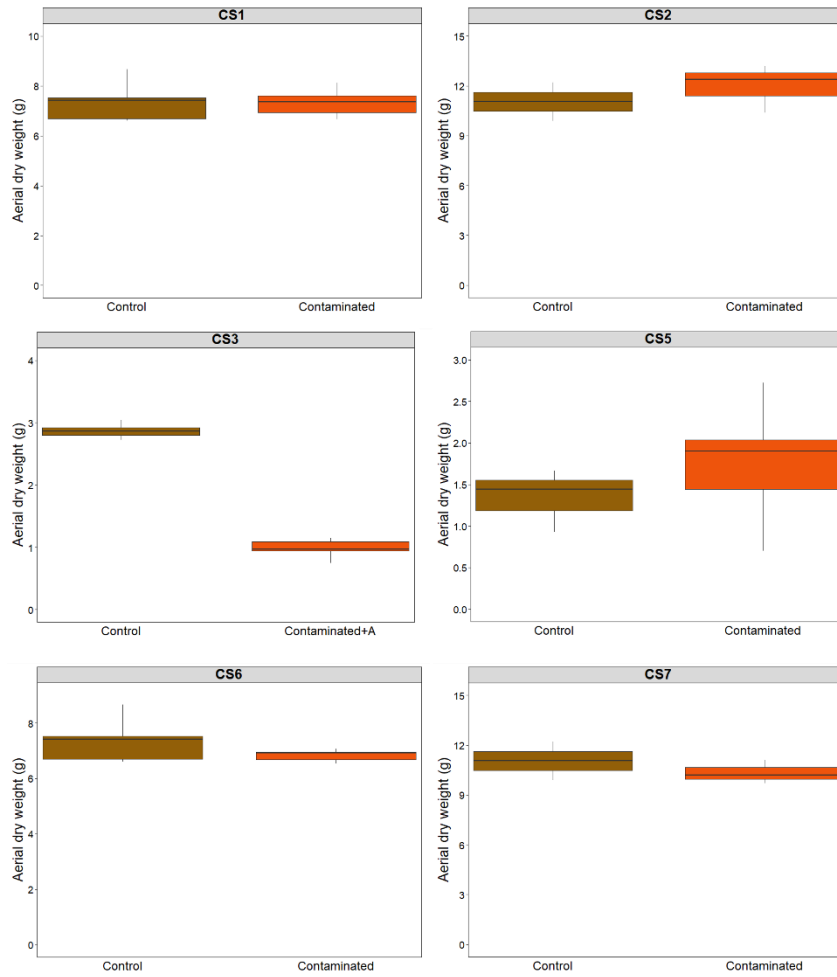 CS1
Aerial dry weight (g)
10
8
6
4
2
0
Control Contaminated
CS2
Aerial dry weight (g)
15
12
9
6
3
0
Control Contaminated
CS3
Aerial dry weight (g)
4
3
2
1
0
Control Contaminated+A
CS5
Aerial dry weight (g)
3.0
2.5
2.0
1.5
1.0
0.5
0.0
Control Contaminated
CS6
Aerial dry weight (g)
8
6
4
2
0
Control Contaminated
CS7
Aerial dry weight (g)
15
12
9
6
3
0
Control Contaminated